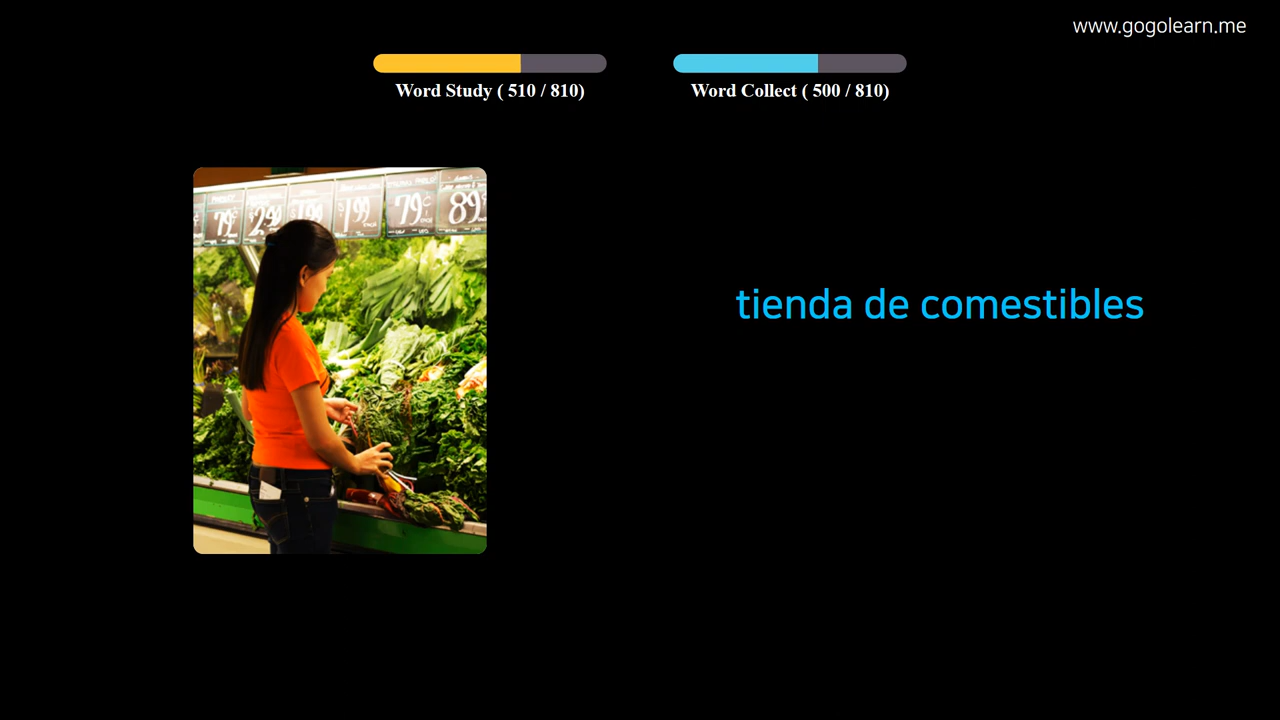 www.gogolearn.me
Word Study ( 510 / 810)
Word Collect ( 500 / 810)
79¢
$2.99
$1.99
79¢
89¢
tienda de comestibles